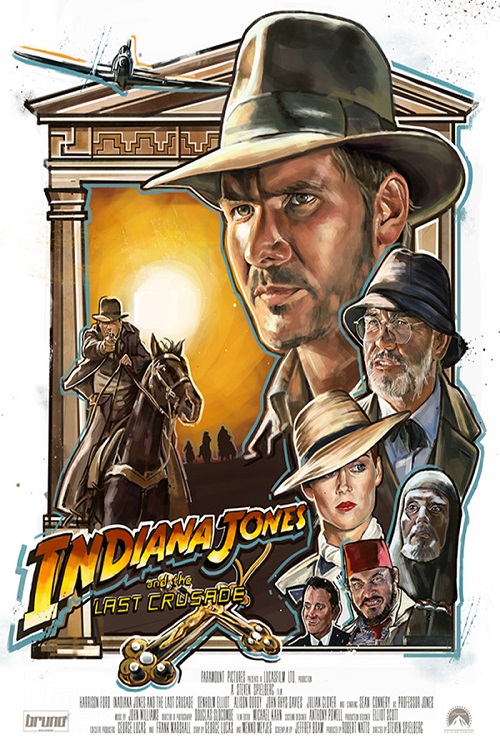 INDIANA JONES
and the
LAST CRUSADE
PARAMOUNT PICTURES PRESENTS A LUCASFILM LTD. PRODUCTION
A STEVEN SPIELBERG FILM
HARRISON FORD INADIANA JONES AND THE LAST CRUSADE DENHOLM ELLIOT ALISON DOODY JOHN RHYS DAVIES JULIAN GLOVER AND STARRING SEAN CONNERY AS PROFESSOR JONES
MUSIC BY JOHN WILLIAMS DIRECTOR OF PHOTOGRAPHY DOUGLAS SLOCOMBE FILM EDITOR MICHAEL KAHN COSTUME DESIGNER ANTHONY POWELL PRODUCTION DESIGNER ELLIOT SCOTT
EXECUTIVE PRODUCERS GEORGE LUCAS AND FRANK MARSHALL STORY BY GEORGE LUCAS AND MENNO MEYJES SCREENPLAY BY JEFFREY BOAM PRODUCED BY ROBERT WATTS DIRECTED BY STEVEN SPIELBERG
bruno